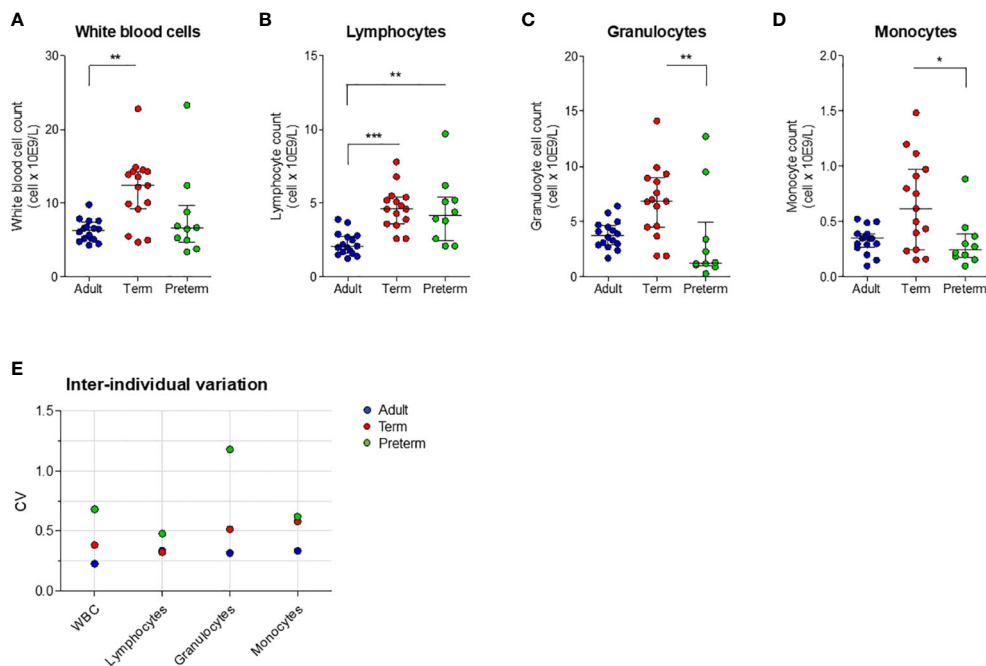 A
White blood cells
White blood cell count
(cell x 10E9/L)
30
20
10
0
**
Adult Term Preterm
B
Lymphocytes
Lymphocyte count
(cell x 10E9/L)
15
10
5
0
**
***
Adult Term Preterm
C
Granulocytes
Granulocyte cell count
(cell x 10E9/L)
20
15
10
5
0
**
Adult Term Preterm
D
Monocytes
Monocyte count
(cell x 10E9/L)
2.0
1.5
1.0
0.5
0.0
*
Adult Term Preterm
E
Inter-individual variation
CV
1.5
1.0
0.5
0.0
WBC
Lymphocytes
Granulocytes
Monocytes
Adult
Term
Preterm